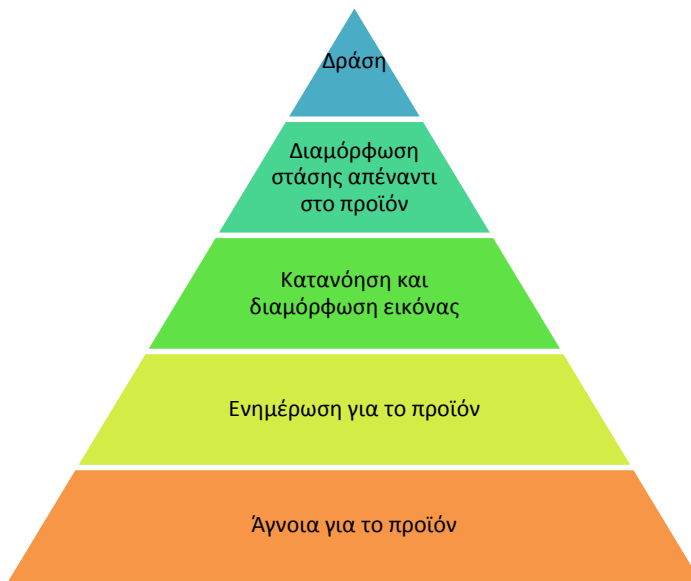 Δράση
Διαμόρφωση
στάσης απέναντι
στο προϊόν
Κατανόηση και
διαμόρφωση εικόνας
Ενημέρωση για το προϊόν
Άγνοια για το προϊόν